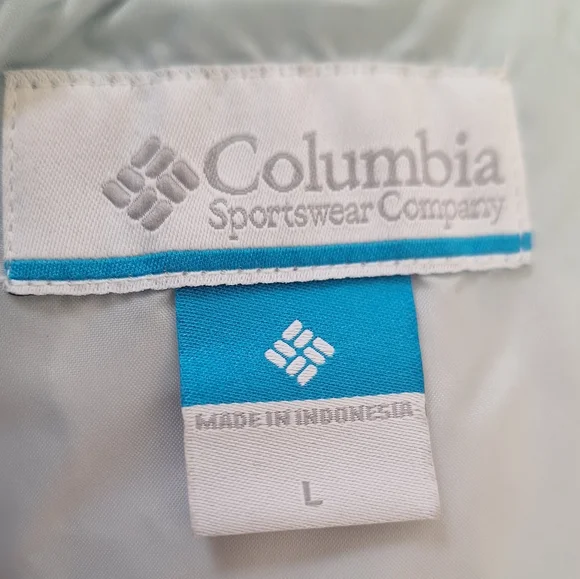 Columbia
Sportswear Company
MADE IN INDONESIA
L